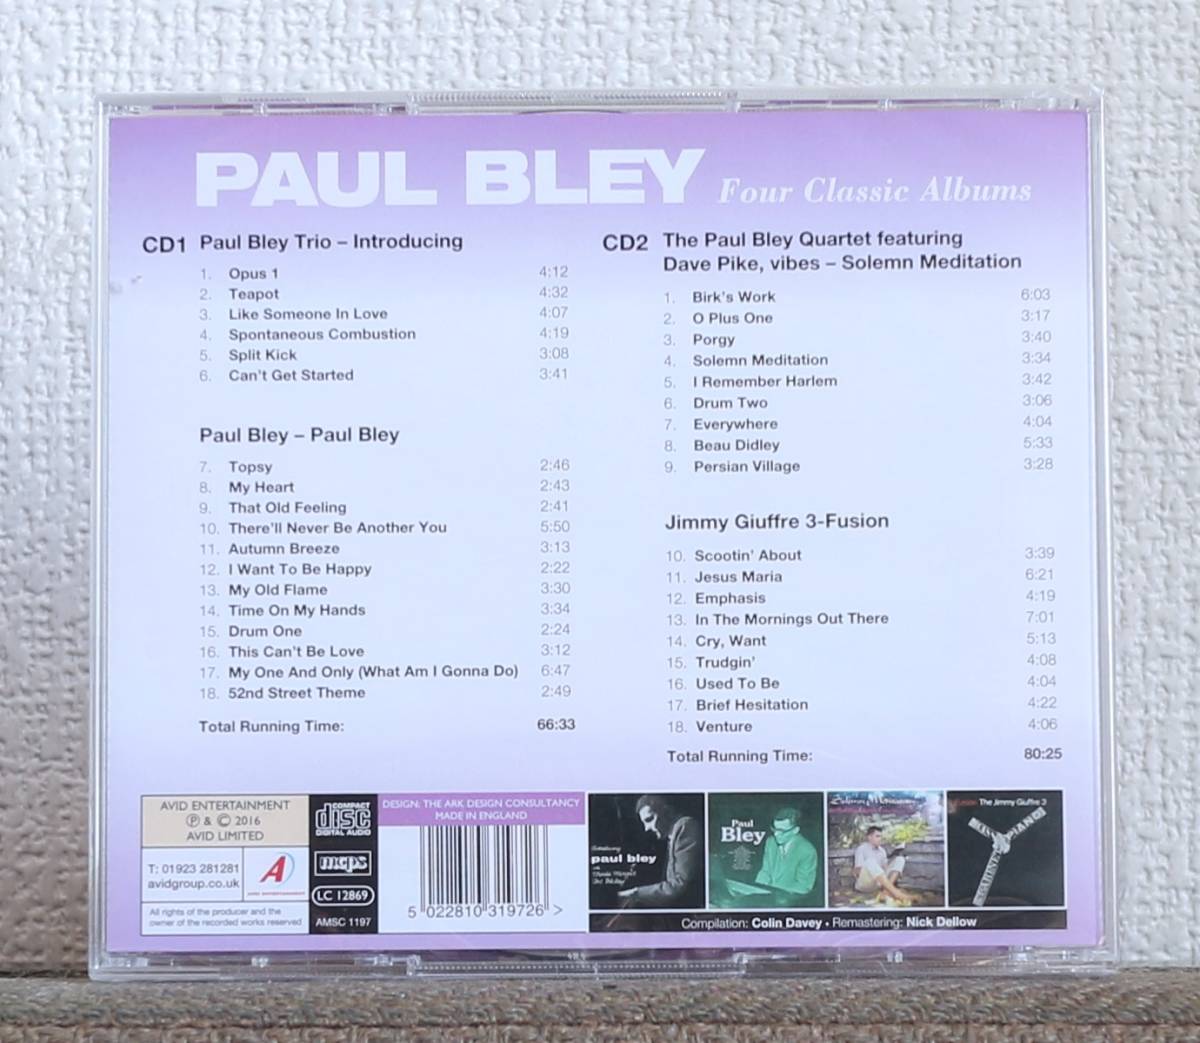 PAUL BLEY Four Classic Albums
CD1 Paul Bley Trio – Introducing
1. Opus 1 4:12
2. Teapot 4:32
3. Like Someone In Love 4:07
4. Spontaneous Combustion 4:19
5. Split Kick 3:08
6. Can't Get Started 3:41
Paul Bley – Paul Bley
7. Topsy 2:46
8. My Heart 2:43
9. That Old Feeling 2:41
10. There'll Never Be Another You 5:50
11. Autumn Breeze 3:13
12. I Want To Be Happy 2:22
13. My Old Flame 3:30
14. Time On My Hands 3:34
15. Drum One 2:24
16. This Can't Be Love 3:12
17. My One And Only (What Am I Gonna Do) 6:47
18. 52nd Street Theme 2:49
Total Running Time: 66:33
CD2 The Paul Bley Quartet featuring
Dave Pike, vibes – Solemn Meditation
1. Birk's Work 6:03
2. O Plus One 3:17
3. Porgy 3:40
4. Solemn Meditation 3:34
5. I Remember Harlem 3:42
6. Drum Two 3:06
7. Everywhere 4:04
8. Beau Didley 5:33
9. Persian Village 3:28
Jimmy Giuffre 3-Fusion
10. Scootin' About 3:39
11. Jesus Maria 6:21
12. Emphasis 4:19
13. In The Mornings Out There 7:01
14. Cry, Want 5:13
15. Trudgin' 4:08
16. Used To Be 4:04
17. Brief Hesitation 4:22
18. Venture 4:06
Total Running Time: 80:25
AVID ENTERTAINMENT
℗ & © 2016
AVID LIMITED
T: 01923 281281
avidgroup.co.uk
A
AVID ENTERTAINMENT
All rights of the producer and the
owner of the recorded works reserved
COMPACT
disc
DIGITAL AUDIO
mcps
LC 12869
AMSC 1197
DESIGN: THE ARK DESIGN CONSULTANCY
MADE IN ENGLAND
5 022810 319726 >
introducing
paul bley
Paul
Bley
Solemn Meditation
Fusion The Jimmy Giuffre 3
PIANO
Compilation: Colin Davey • Remastering: Nick Dellow